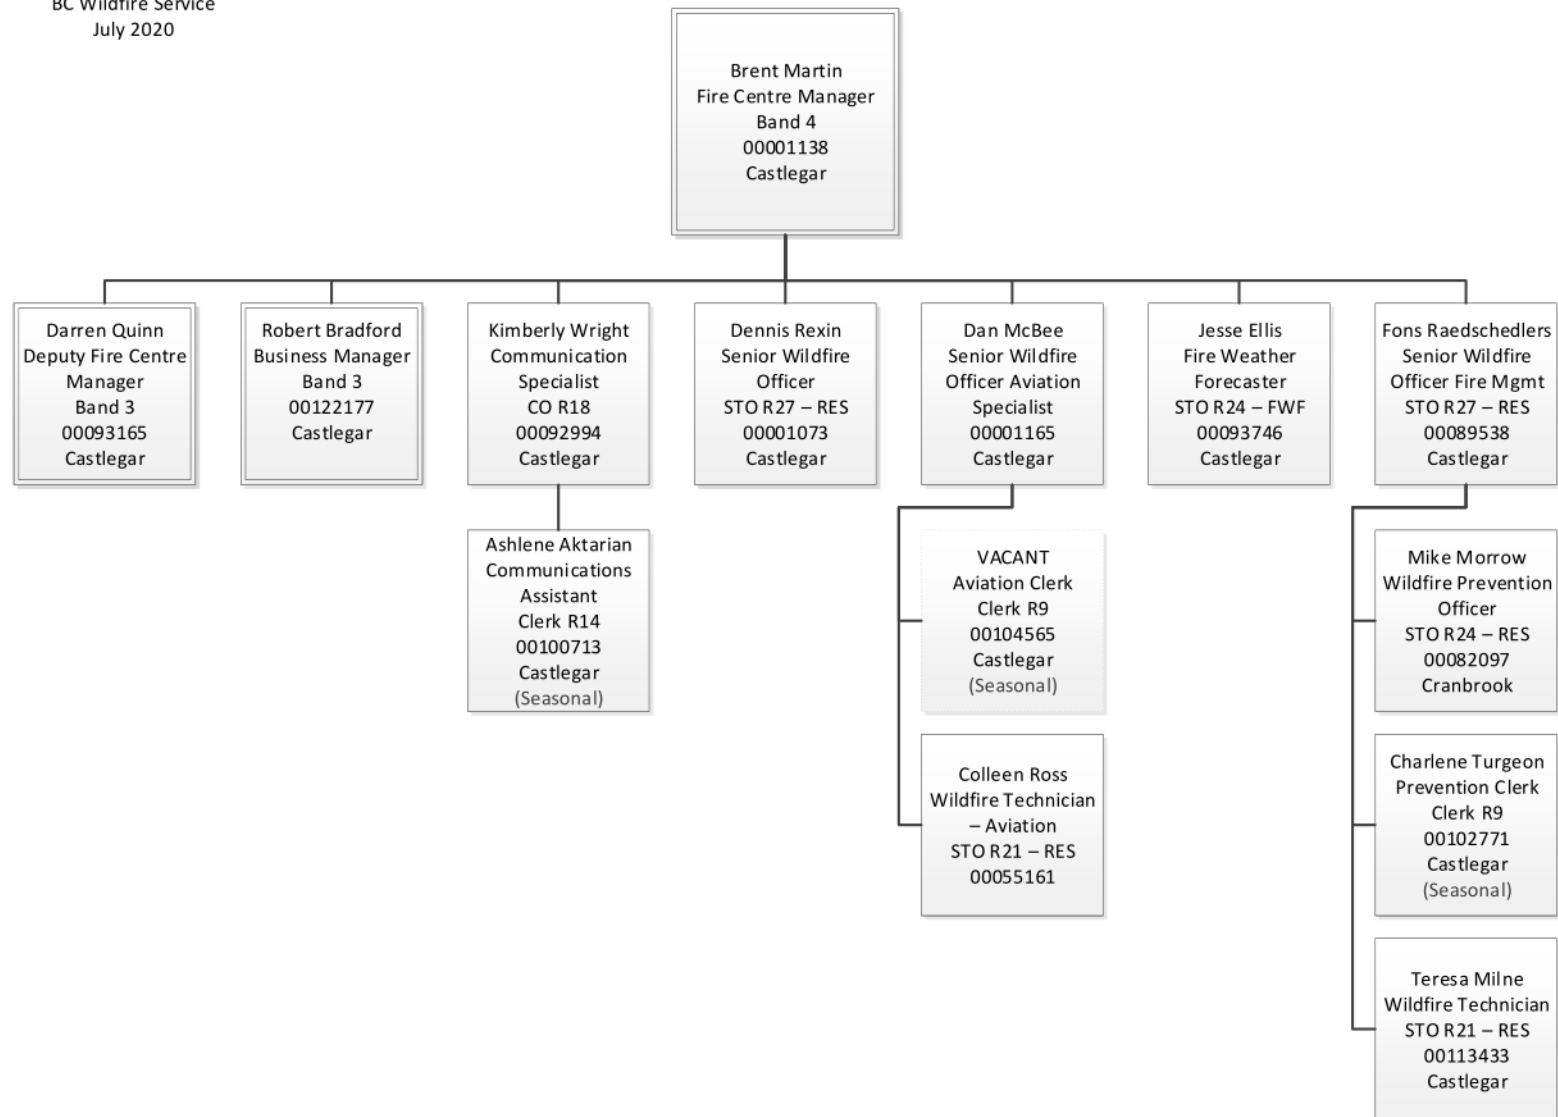 BC Wildfire Service
July 2020
Brent Martin
Fire Centre Manager
Band 4
00001138
Castlegar
Darren Quinn
Deputy Fire Centre
Manager
Band 3
00093165
Castlegar
Robert Bradford
Business Manager
Band 3
00122177
Castlegar
Kimberly Wright
Communication
Specialist
CO R18
00092994
Castlegar
Dennis Rexin
Senior Wildfire
Officer
STO R27 – RES
00001073
Castlegar
Dan McBee
Senior Wildfire
Officer Aviation
Specialist
00001165
Castlegar
Jesse Ellis
Fire Weather
Forecaster
STO R24 – FWF
00093746
Castlegar
Fons Raedschedlers
Senior Wildfire
Officer Fire Mgmt
STO R27 – RES
00089538
Castlegar
Ashlene Aktarian
Communications
Assistant
Clerk R14
00100713
Castlegar
(Seasonal)
VACANT
Aviation Clerk
Clerk R9
00104565
Castlegar
(Seasonal)
Mike Morrow
Wildfire Prevention
Officer
STO R24 – RES
00082097
Cranbrook
Colleen Ross
Wildfire Technician
– Aviation
STO R21 – RES
00055161
Charlene Turgeon
Prevention Clerk
Clerk R9
00102771
Castlegar
(Seasonal)
Teresa Milne
Wildfire Technician
STO R21 – RES
00113433
Castlegar